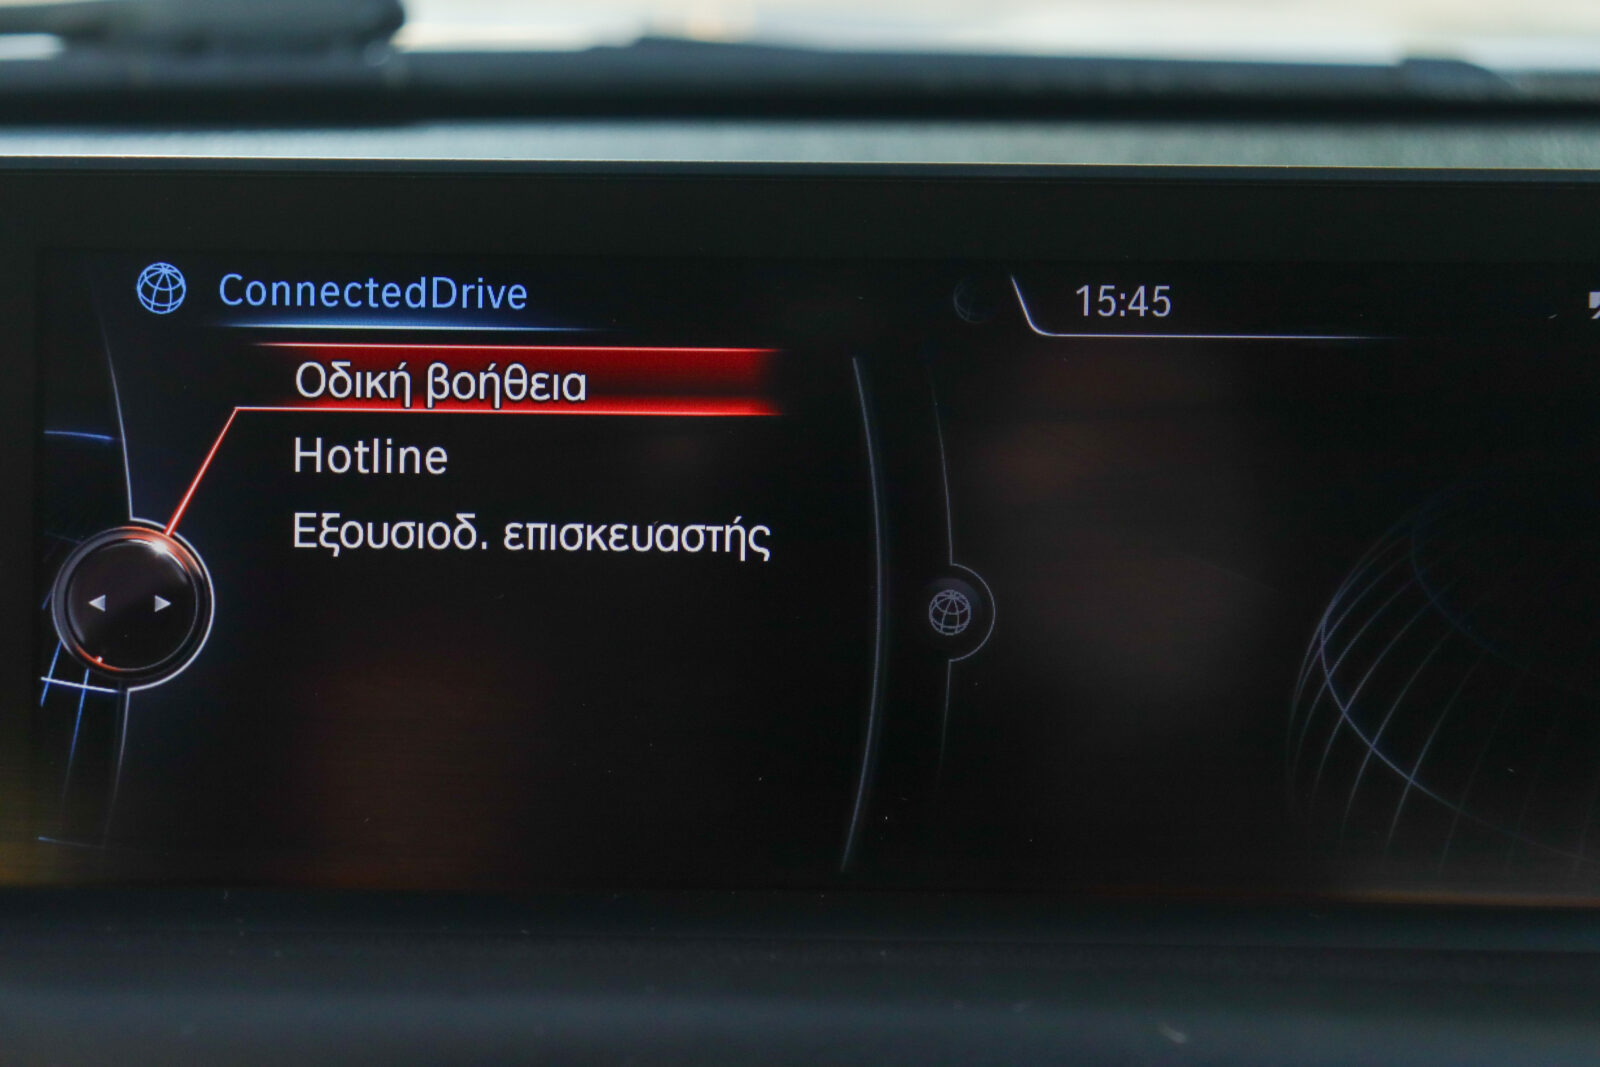 ConnectedDrive
15:45
Οδική βοήθεια
Hotline
Εξουσιοδ. επισκευαστής